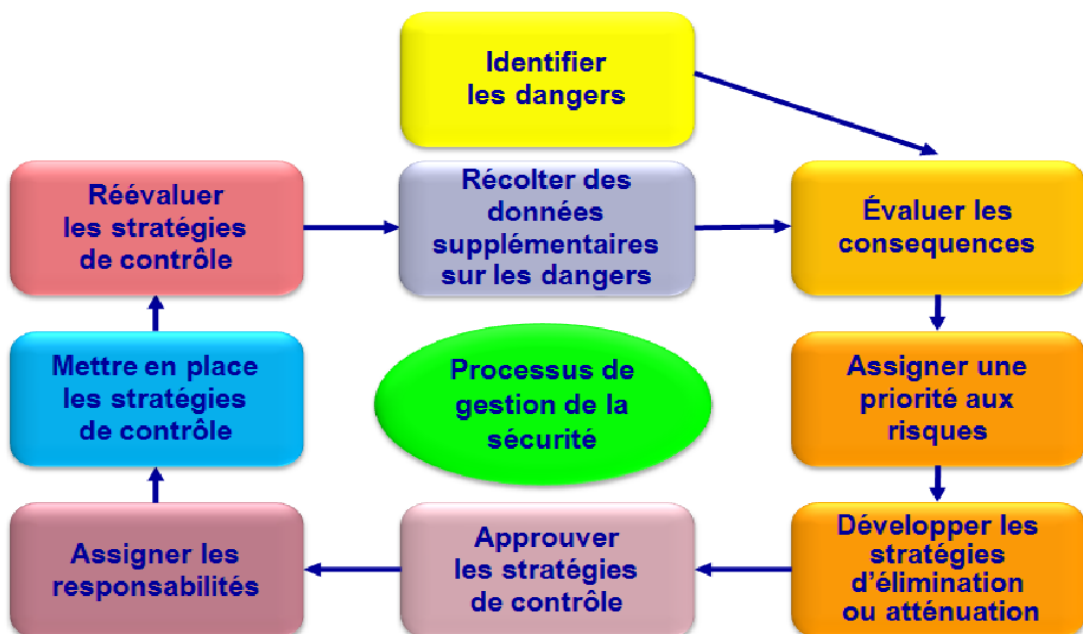 Identifier
les dangers
Réévaluer
les stratégies
de contrôle
Récolter des
données
supplémentaires
sur les dangers
Évaluer les
consequences
Mettre en place
les stratégies
de contrôle
Processus de
gestion de la
sécurité
Assigner une
priorité aux
risques
Assigner les
responsabilités
Approuver
les stratégies
de contrôle
Développer les
stratégies
d'élimination
ou atténuation